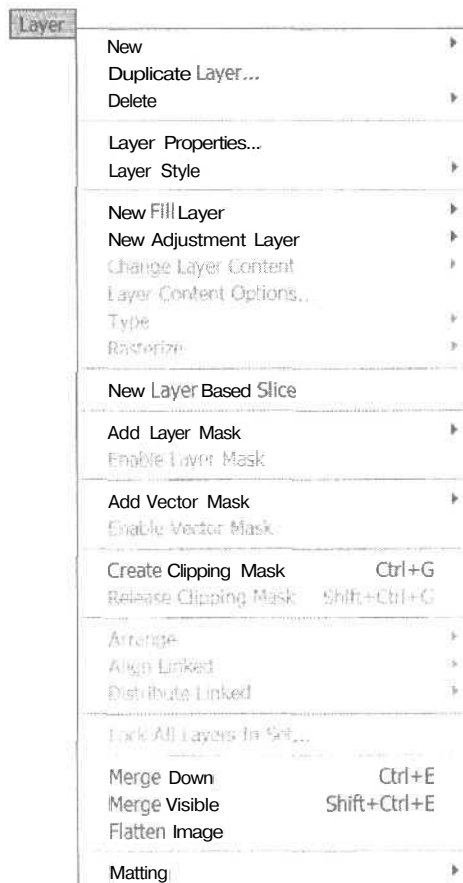 Layer
New
Duplicate Layer...
Delete
Layer Properties...
Layer Style
New Fill Layer
New Adjustment Layer
Change Layer Content
Layer Content Options...
Type
Rasterize
New Layer Based Slice
Add Layer Mask
Enable Layer Mask
Add Vector Mask
Enable Vector Mask
Create Clipping Mask Ctrl+G
Release Clipping Mask Shift+Ctrl+G
Arrange
Align Linked
Distribute Linked
Lock All Layers In Set...
Merge Down Ctrl+E
Merge Visible Shift+Ctrl+E
Flatten Image
Matting